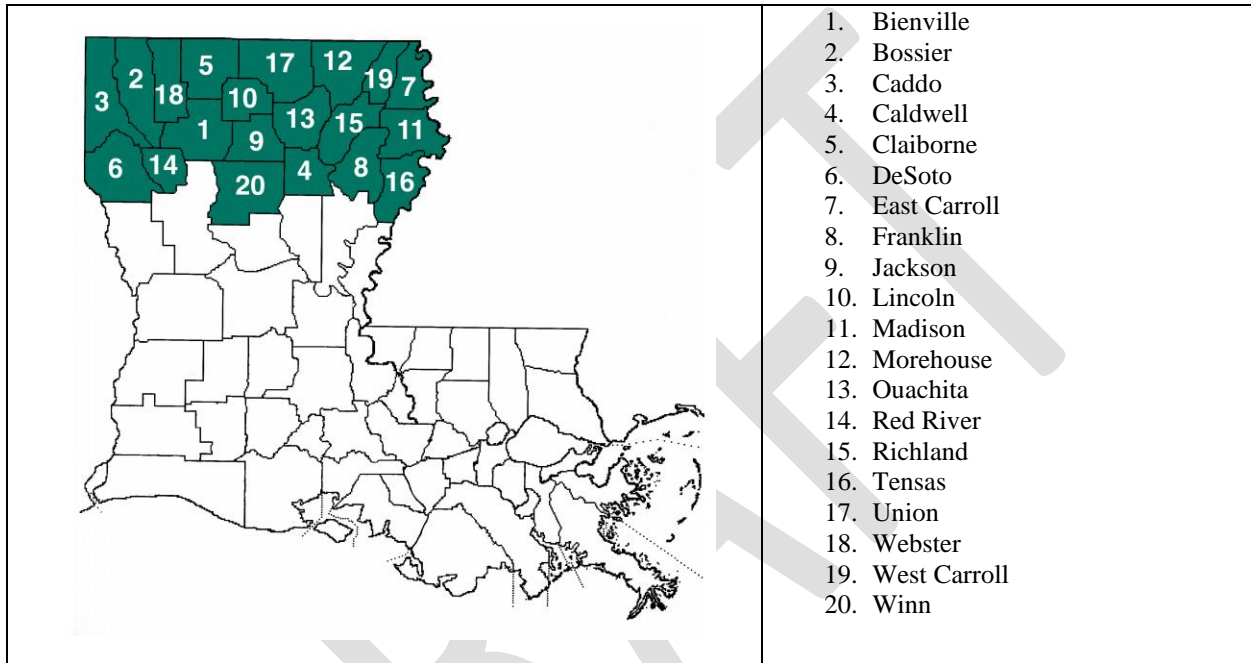 5 17 12
2 19 7
3 18 10
13 15 11
1 9
6 14 4 8
20 16
1. Bienville
2. Bossier
3. Caddo
4. Caldwell
5. Claiborne
6. DeSoto
7. East Carroll
8. Franklin
9. Jackson
10. Lincoln
11. Madison
12. Morehouse
13. Ouachita
14. Red River
15. Richland
16. Tensas
17. Union
18. Webster
19. West Carroll
20. Winn